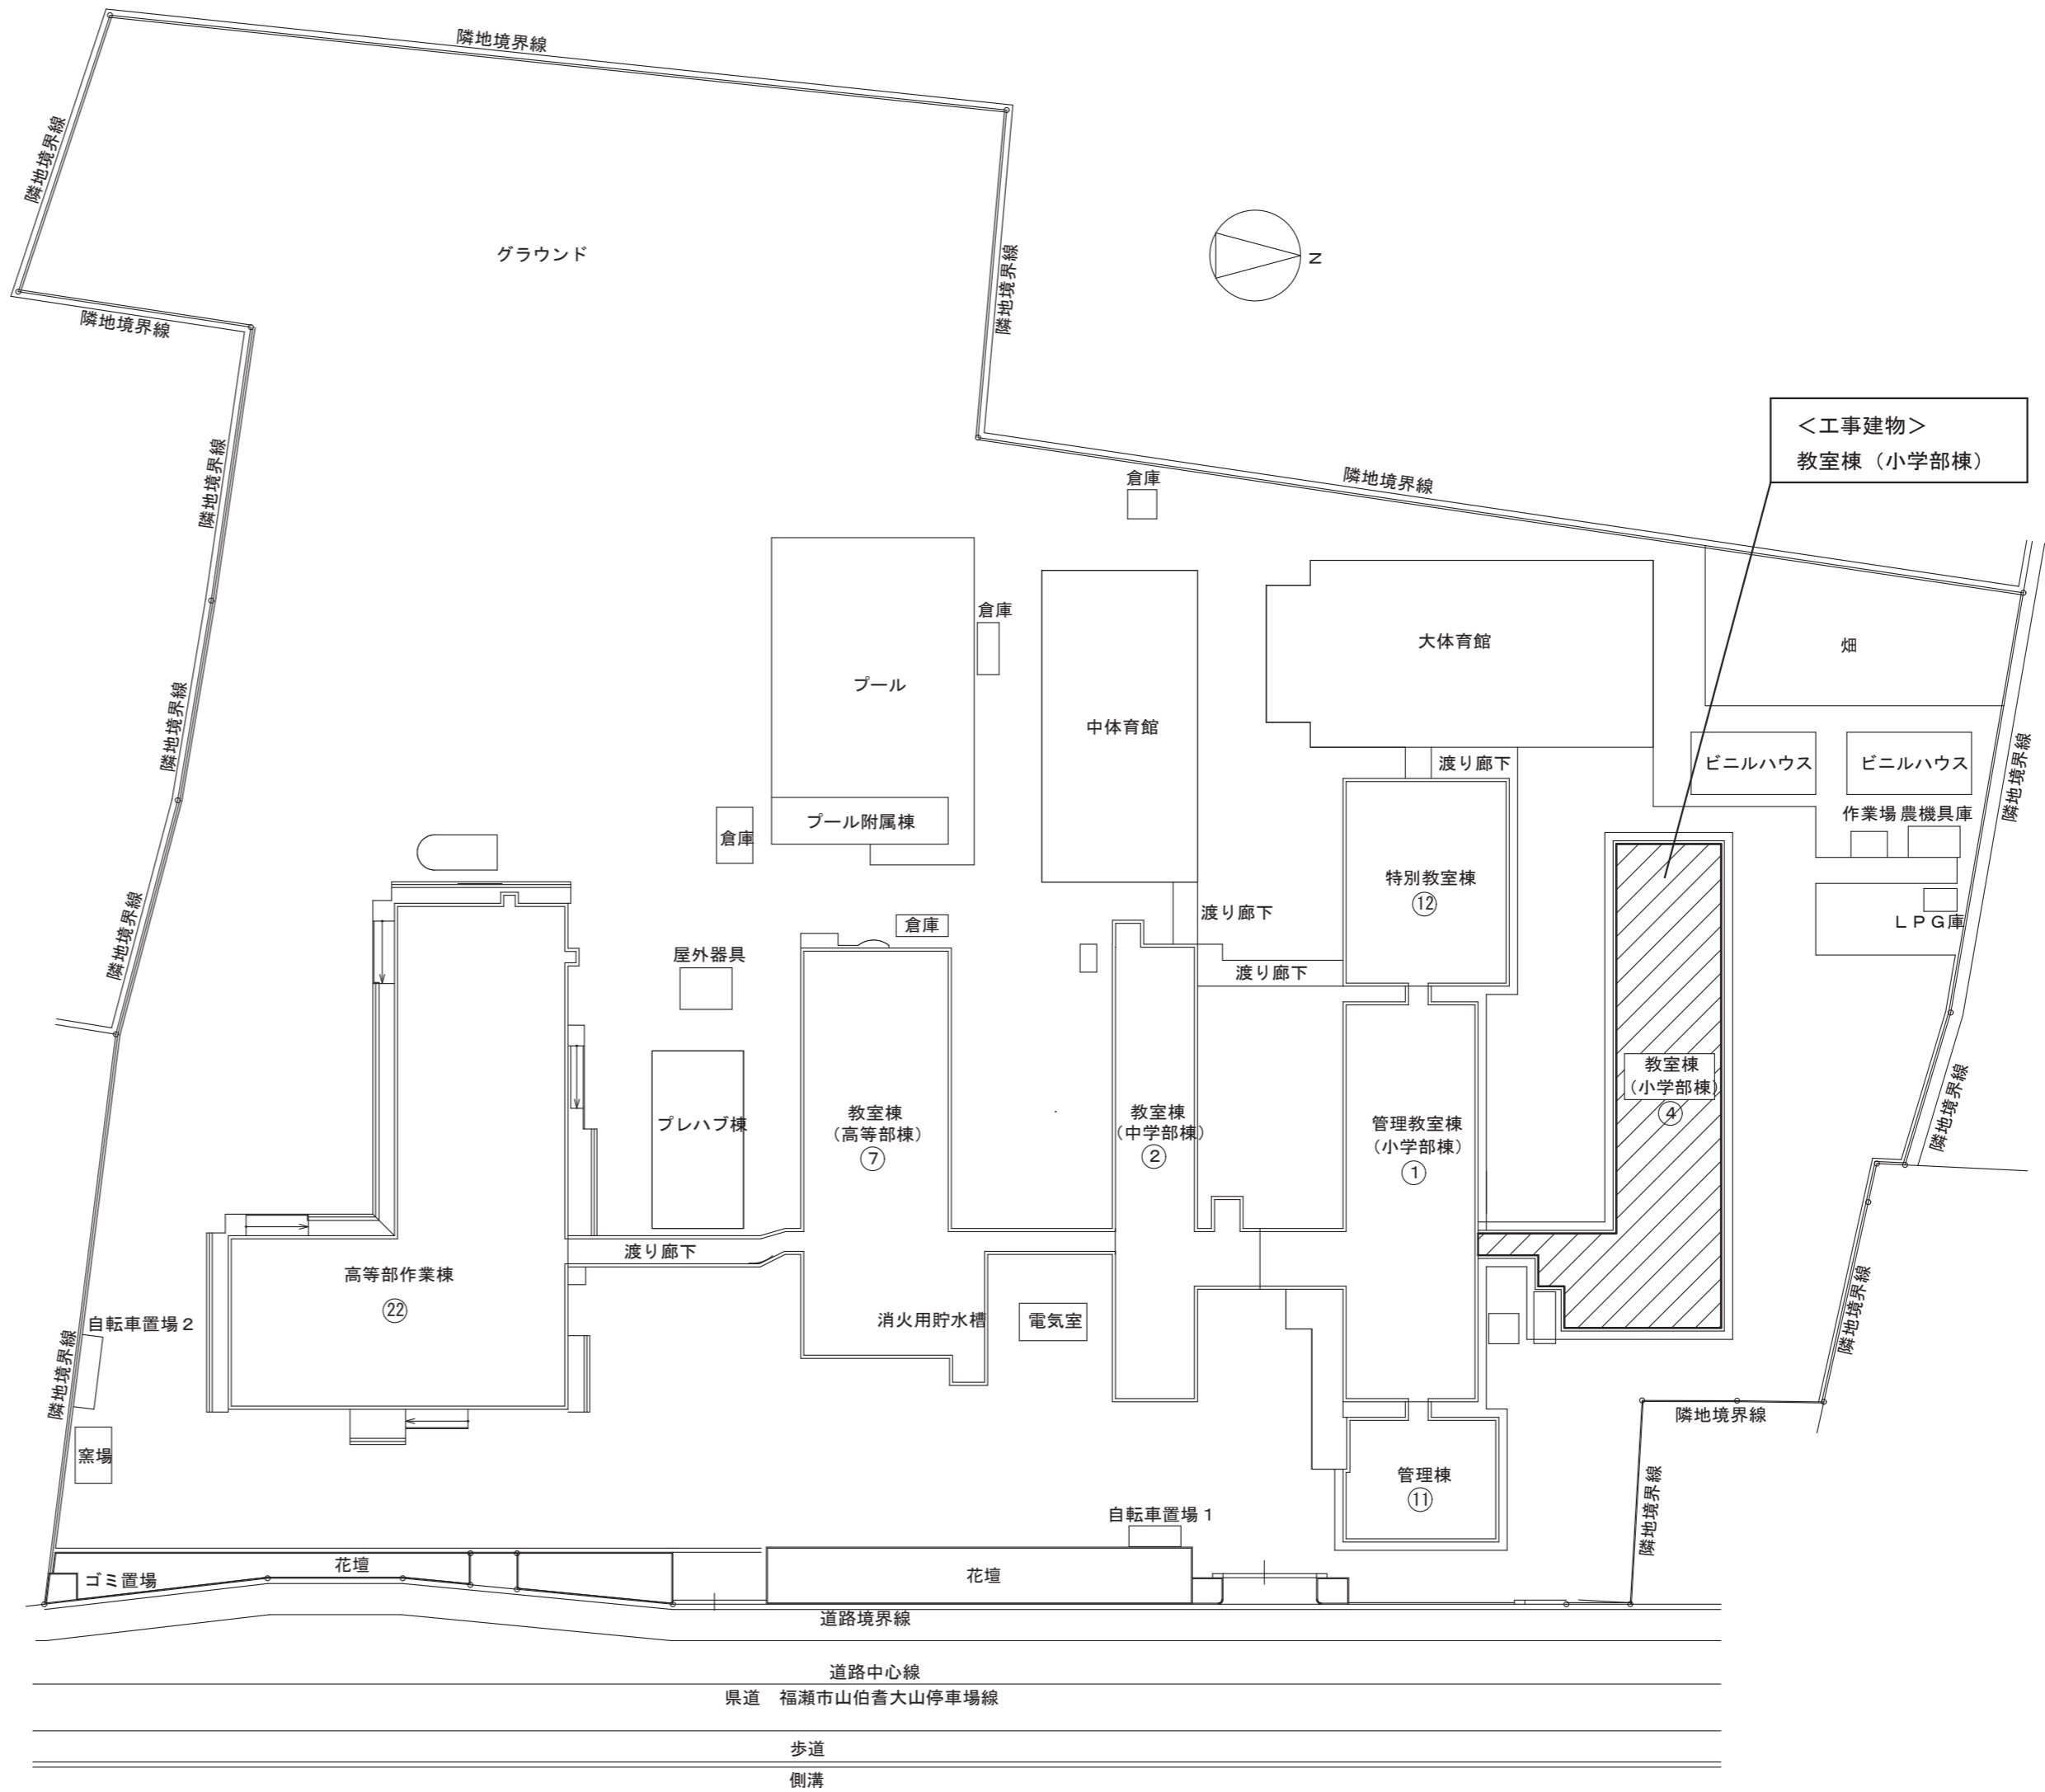 隣地境界線
隣地境界線
グラウンド
隣地境界線
N
隣地境界線
<工事建物>
教室棟（小学部棟）
隣地境界線
倉庫
隣地境界線
倉庫
大体育館
畑
プール
中体育館
隣地境界線
渡り廊下
ビニルハウス
ビニルハウス
隣地境界線
倉庫
プール附属棟
作業場
農機具庫
特別教室棟
⑫
渡り廊下
倉庫
LPG庫
隣地境界線
屋外器具
渡り廊下
教室棟
（小学部棟）
④
プレハブ棟
教室棟
（高等部棟）
⑦
教室棟
（中学部棟）
②
管理教室棟
（小学部棟）
①
隣地境界線
渡り廊下
高等部作業棟
㉒
消火用貯水槽
電気室
自転車置場2
隣地境界線
隣地境界線
隣地境界線
窯場
管理棟
⑪
隣地境界線
自転車置場1
花壇
ゴミ置場
花壇
道路境界線
道路中心線
県道　福瀬市山伯耆大山停車場線
歩道
側溝